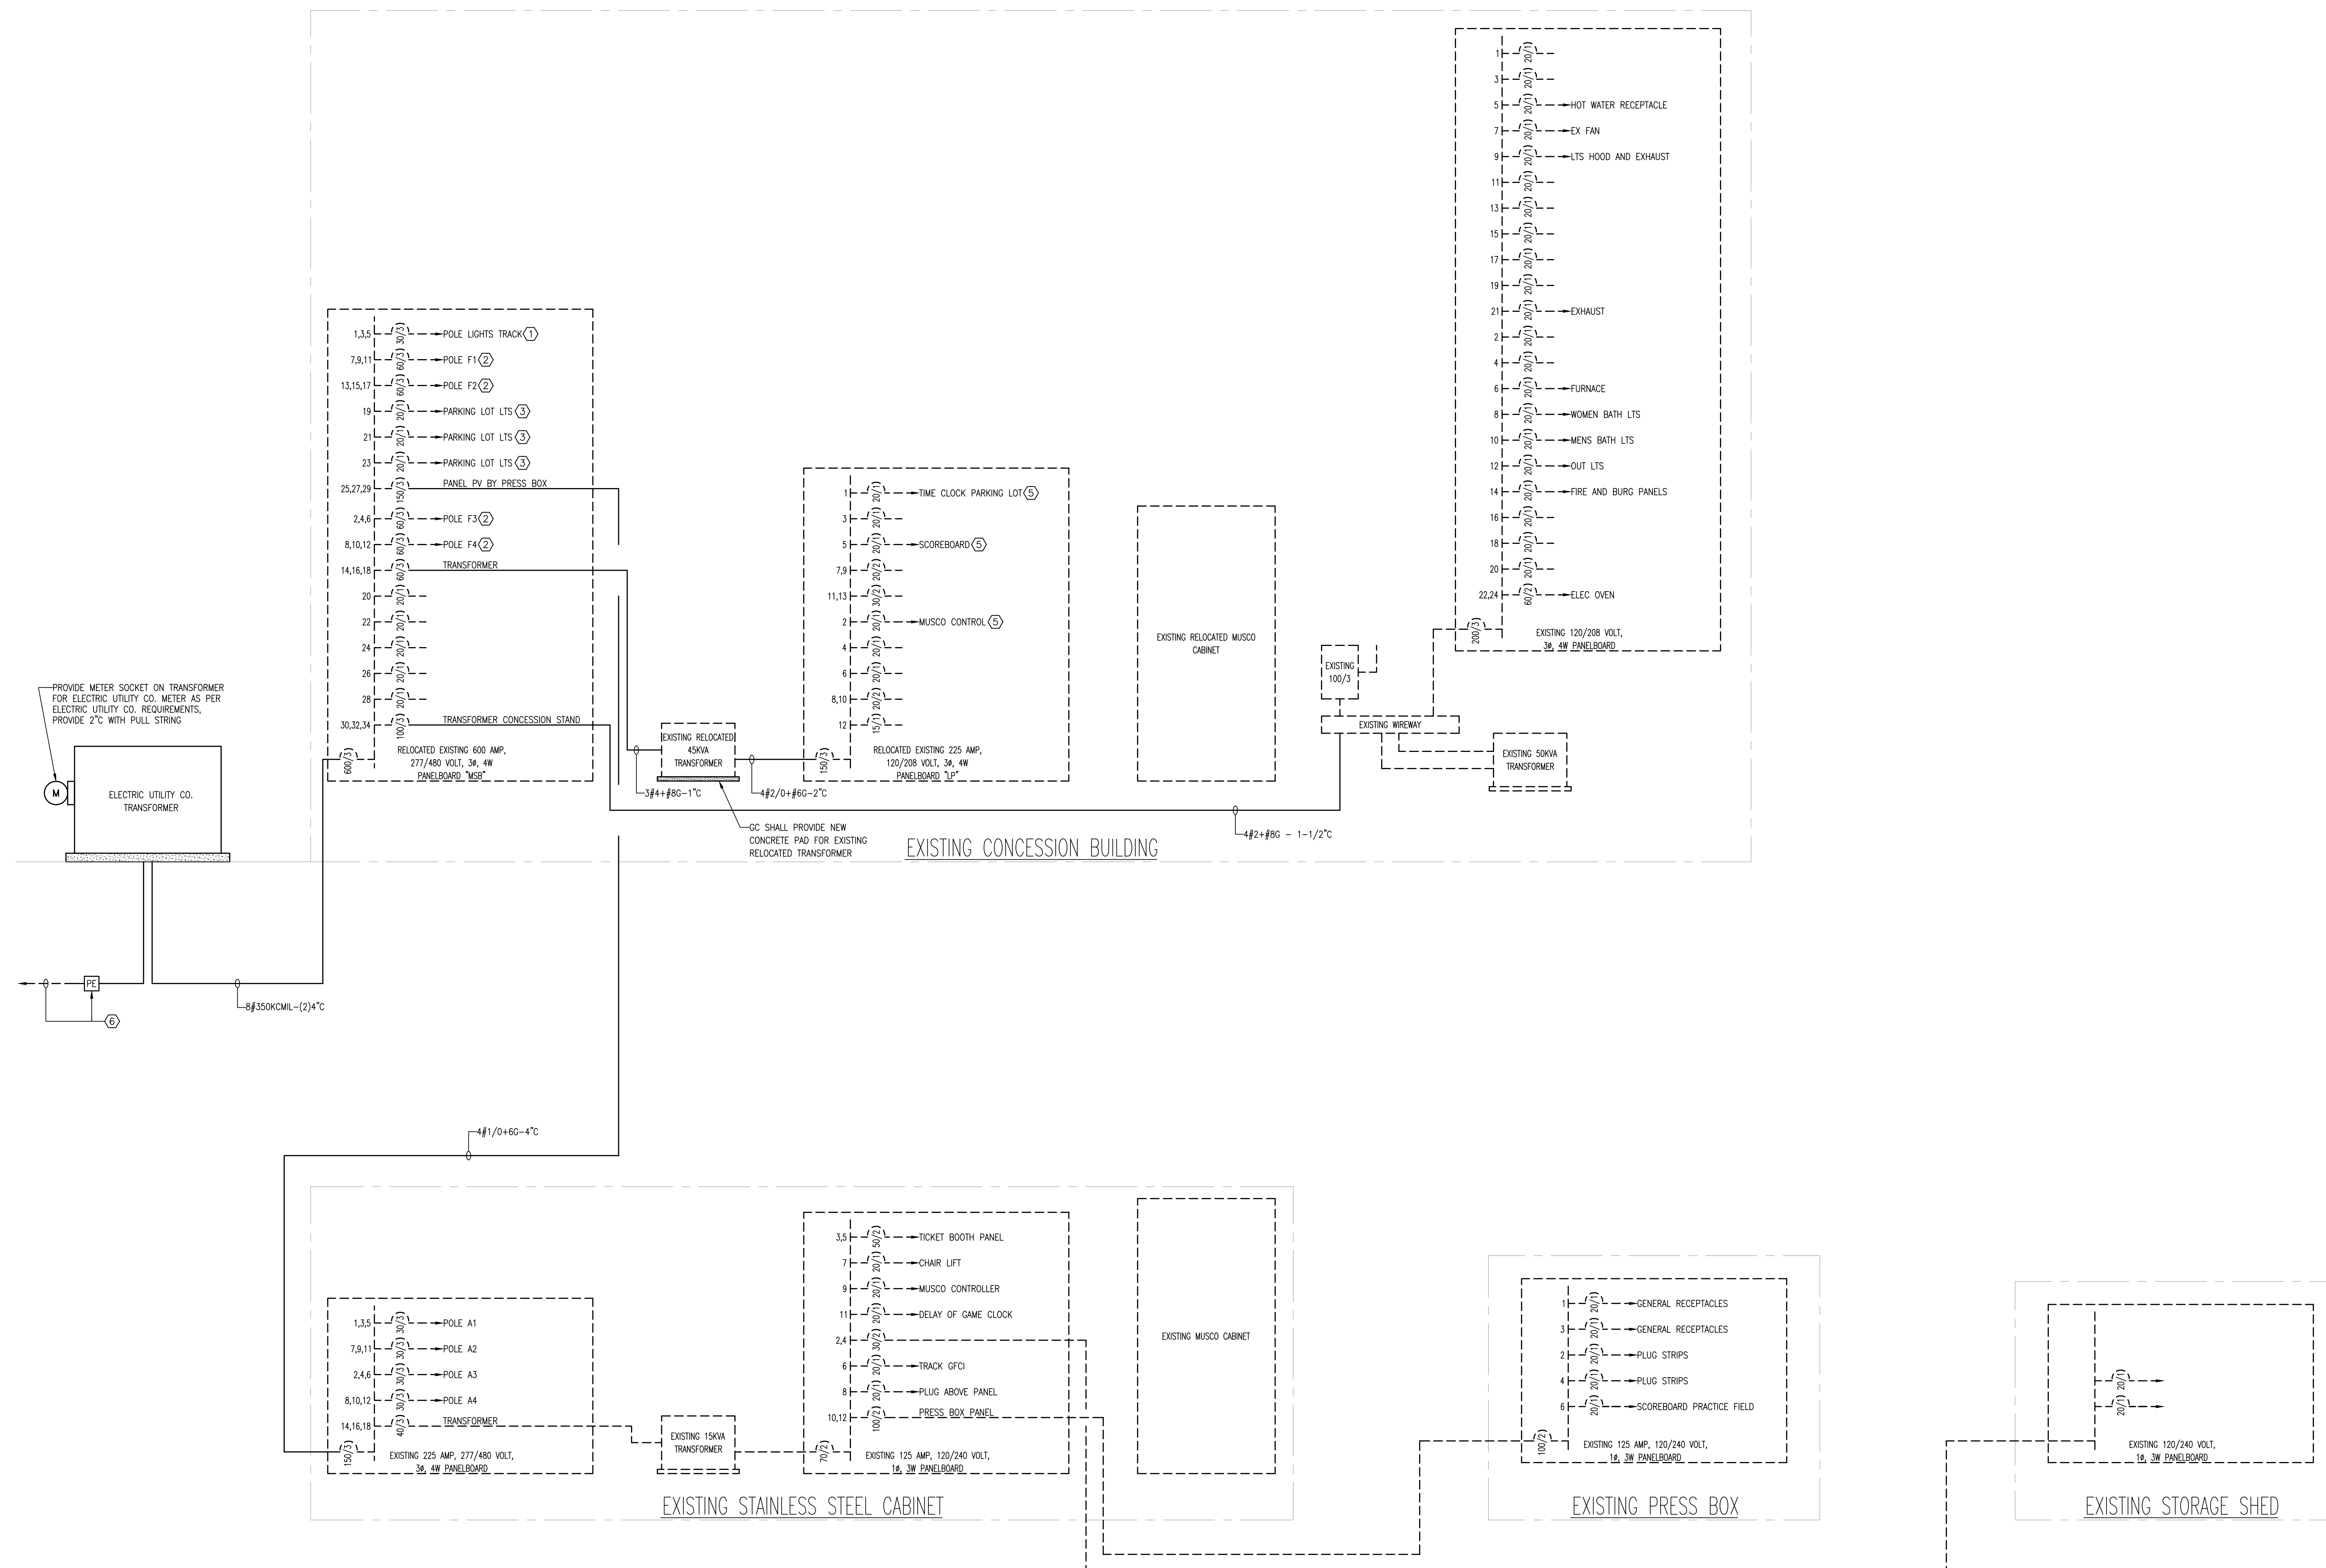 PROVIDE METER SOCKET ON TRANSFORMER
FOR ELECTRIC UTILITY CO. METER AS PER
ELECTRIC UTILITY CO. REQUIREMENTS,
PROVIDE 2"C WITH PULL STRING
M
ELECTRIC UTILITY CO.
TRANSFORMER
PE
6
8#350KCMIL-(2)4"C
1,3,5 30/3 POLE LIGHTS TRACK 1
7,9,11 60/3 POLE F1 2
13,15,17 60/3 POLE F2 2
19 20/1 PARKING LOT LTS 3
21 20/1 PARKING LOT LTS 3
23 20/1 PARKING LOT LTS 3
25,27,29 150/3 PANEL PV BY PRESS BOX
2,4,6 60/3 POLE F3 2
8,10,12 60/3 POLE F4 2
14,16,18 60/3 TRANSFORMER
20 20/1
22 20/1
24 20/1
26 20/1
28 20/1
30,32,34 100/3 TRANSFORMER CONCESSION STAND
600/3
RELOCATED EXISTING 600 AMP,
277/480 VOLT, 3ø, 4W
PANELBOARD "MSB"
EXISTING RELOCATED
45KVA
TRANSFORMER
3#4+#8G-1"C
4#2/0+#6G-2"C
GC SHALL PROVIDE NEW
CONCRETE PAD FOR EXISTING
RELOCATED TRANSFORMER
1 20/1 TIME CLOCK PARKING LOT 5
3 20/1
5 20/1 SCOREBOARD 5
7,9 20/2
11,13 30/2
2 20/1 MUSCO CONTROL 5
4 20/1
6 20/1
8,10 20/2
12 15/1
150/3
RELOCATED EXISTING 225 AMP,
120/208 VOLT, 3ø, 4W
PANELBOARD "LP"
EXISTING RELOCATED MUSCO
CABINET
EXISTING
100/3
EXISTING WIREWAY
EXISTING 50KVA
TRANSFORMER
4#2+#8G - 1-1/2"C
1 20/1
3 20/1
5 20/1 HOT WATER RECEPTACLE
7 20/1 EX FAN
9 20/1 LTS HOOD AND EXHAUST
11 20/1
13 20/1
15 20/1
17 20/1
19 20/1
21 20/1 EXHAUST
2 20/1
4 20/1
6 20/1 FURNACE
8 20/1 WOMEN BATH LTS
10 20/1 MENS BATH LTS
12 20/1 OUT LTS
14 20/1 FIRE AND BURG PANELS
16 20/1
18 20/1
20 20/1
22,24 60/2 ELEC OVEN
200/3
EXISTING 120/208 VOLT,
3ø, 4W PANELBOARD
EXISTING CONCESSION BUILDING
4#1/0+6G-4"C
1,3,5 30/3 POLE A1
7,9,11 30/3 POLE A2
2,4,6 30/3 POLE A3
8,10,12 30/3 POLE A4
14,16,18 40/3 TRANSFORMER
150/3
EXISTING 225 AMP, 277/480 VOLT,
3ø, 4W PANELBOARD
EXISTING 15KVA
TRANSFORMER
3,5 50/2 TICKET BOOTH PANEL
7 20/1 CHAIR LIFT
9 20/1 MUSCO CONTROLLER
11 20/1 DELAY OF GAME CLOCK
2,4 30/2
6 20/1 TRACK GFCI
8 20/1 PLUG ABOVE PANEL
10,12 100/2 PRESS BOX PANEL
70/2
EXISTING 125 AMP, 120/240 VOLT,
1ø, 3W PANELBOARD
EXISTING MUSCO CABINET
EXISTING STAINLESS STEEL CABINET
1 20/1 GENERAL RECEPTACLES
3 20/1 GENERAL RECEPTACLES
2 20/1 PLUG STRIPS
4 20/1 PLUG STRIPS
6 20/1 SCOREBOARD PRACTICE FIELD
100/2
EXISTING 125 AMP, 120/240 VOLT,
1ø, 3W PANELBOARD
EXISTING PRESS BOX
20/1
20/1
EXISTING 120/240 VOLT,
1ø, 3W PANELBOARD
EXISTING STORAGE SHED